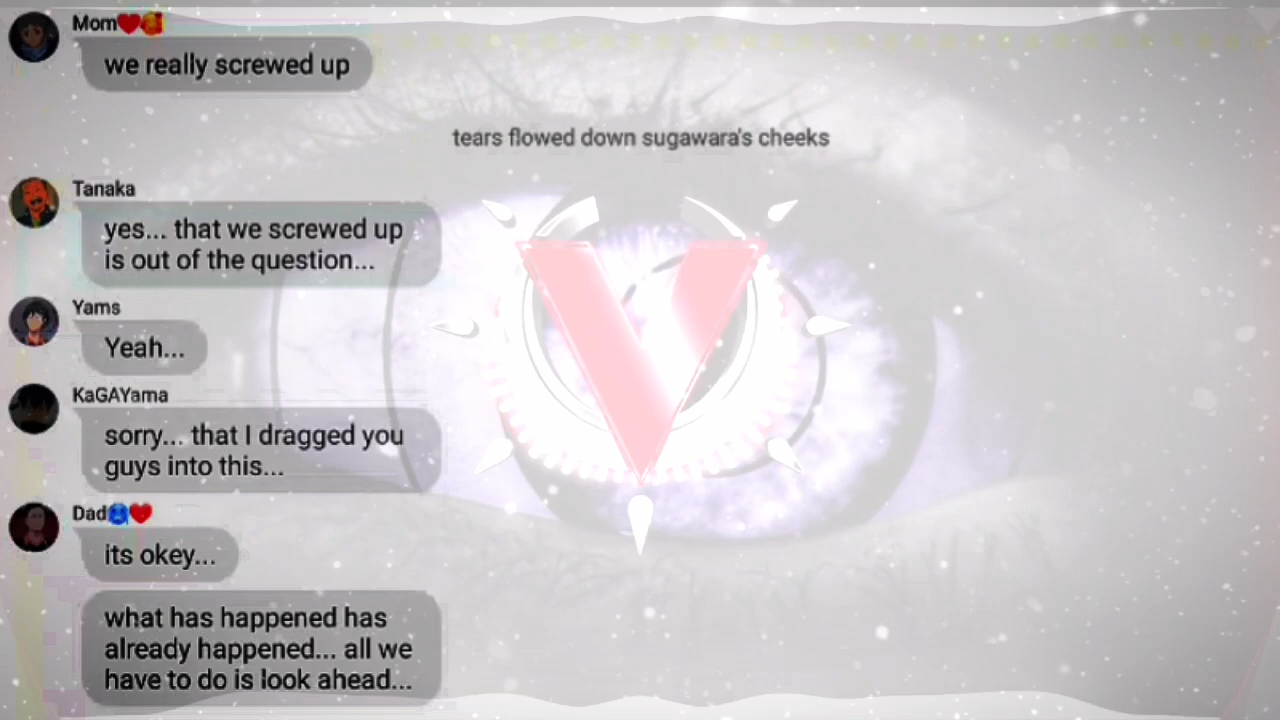 Mom❤️🥰
we really screwed up
tears flowed down sugawara's cheeks
Tanaka
yes... that we screwed up
is out of the question...
Yams
Yeah...
KaGAYama
sorry... that I dragged you
guys into this...
Dad🥶❤️
its okey...
what has happened has
already happened... all we
have to do is look ahead...
V